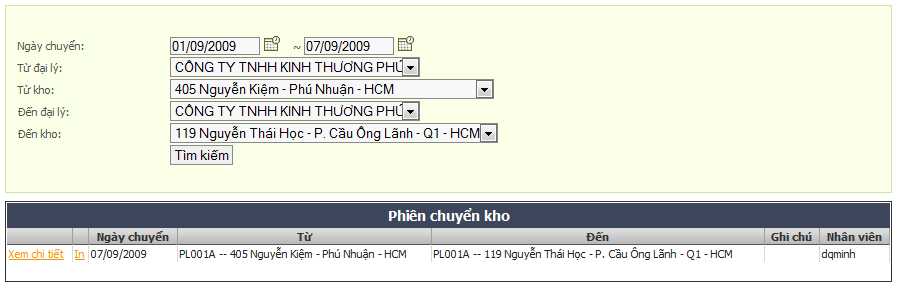 Ngày chuyển: 01/09/2009 ~ 07/09/2009
Từ đại lý: CÔNG TY TNHH KINH THƯƠNG PHÚ
Từ kho: 405 Nguyễn Kiệm - Phú Nhuận - HCM
Đến đại lý: CÔNG TY TNHH KINH THƯƠNG PHÚ
Đến kho: 119 Nguyễn Thái Học - P. Cầu Ông Lãnh - Q1 - HCM
Tìm kiếm
Phiên chuyển kho
Ngày chuyển Từ Đến Ghi chú Nhân viên
Xem chi tiết In 07/09/2009 PL001A -- 405 Nguyễn Kiệm - Phú Nhuận - HCM PL001A -- 119 Nguyễn Thái Học - P. Cầu Ông Lãnh - Q1 - HCM dqminh